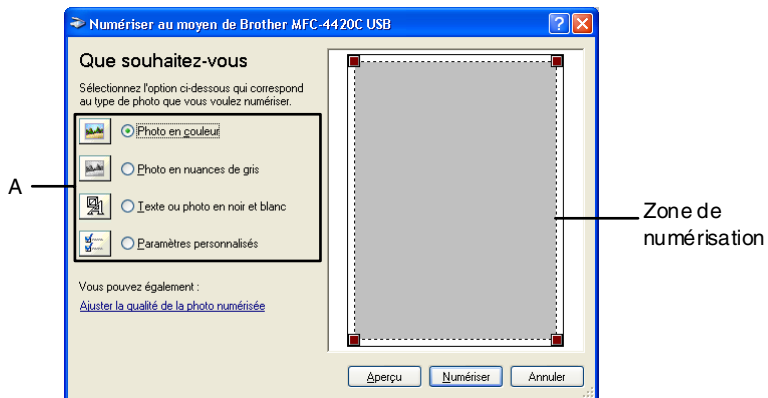 Numériser au moyen de Brother MFC-4420C USB
Que souhaitez-vous
Sélectionnez l'option ci-dessous qui correspond
au type de photo que vous voulez numériser.
Photo en couleur
Photo en nuances de gris
Texte ou photo en noir et blanc
Paramètres personnalisés
A
Vous pouvez également :
Ajuster la qualité de la photo numérisée
Zone de
numérisation
Aperçu
Numériser
Annuler